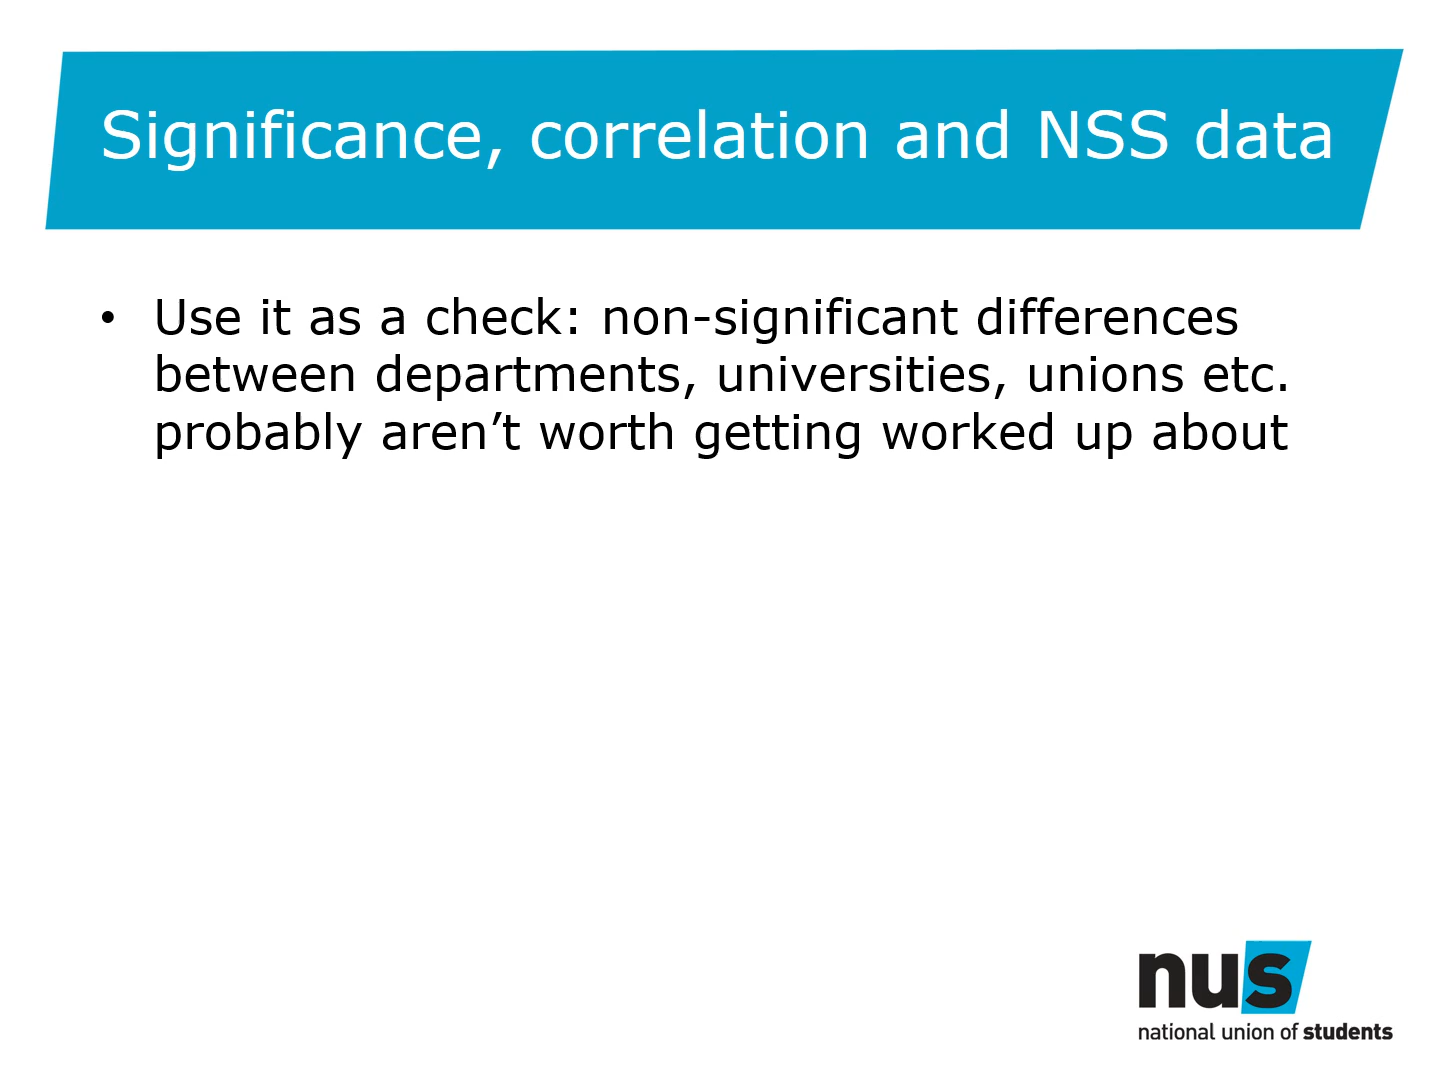 Significance, correlation and NSS data
• Use it as a check: non-significant differences
between departments, universities, unions etc.
probably aren’t worth getting worked up about
nus
national union of students